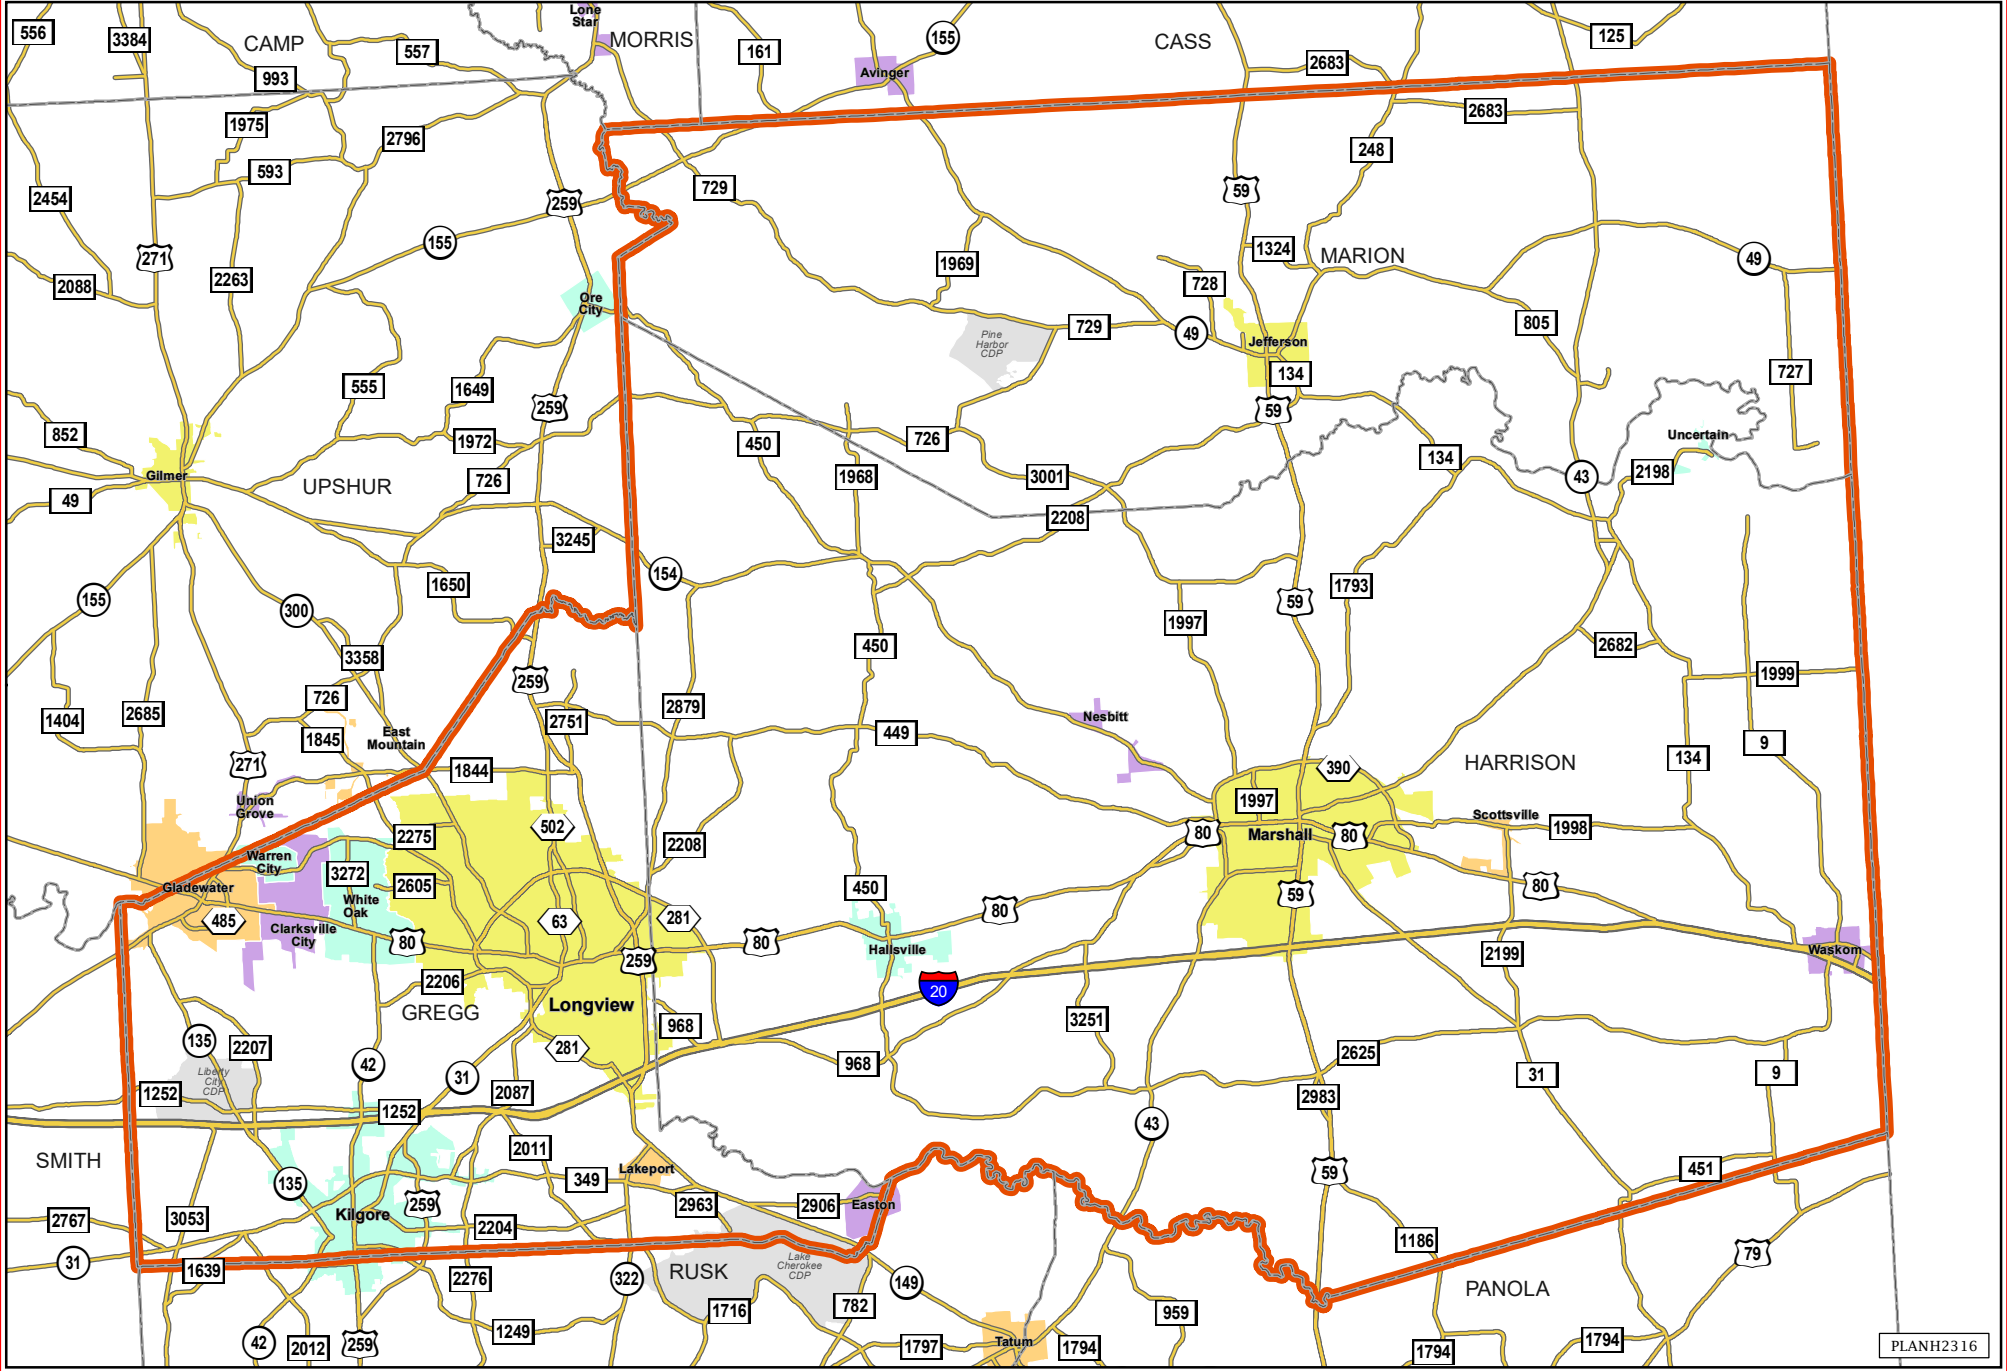 Lone
Star
556
3384
CAMP
557
MORRIS
161
155
CASS
125
993
Avinger
2683
1975
2796
2683
593
248
2454
259
729
59
155
271
2263
1969
1324
MARION
49
2088
728
Ore
City
Pine
Harbor
CDP
729
49
805
Jefferson
134
727
555
1649
259
59
852
1972
450
726
Uncertain
Gilmer
UPSHUR
726
1968
3001
134
43
2198
49
2208
3245
154
155
300
1650
59
1793
1997
3358
450
2682
259
726
1999
1404
2685
2751
2879
Nesbitt
1845
East
Mountain
449
9
271
1844
390
HARRISON
134
Union
Grove
1997
2275
502
80
Marshall
80
Scottsville
1998
2208
Warren
City
3272
2605
450
80
Gladewater
White
Oak
59
485
63
281
80
Clarksville
City
80
80
Hallsville
259
Waskom
2206
20
2199
Longview
GREGG
968
3251
135
2207
281
42
968
2625
31
Liberty
City
CDP
31
9
1252
2087
2983
1252
43
2011
SMITH
59
451
135
349
Lakeport
259
2963
2906
Easton
Kilgore
2767
3053
2204
1186
31
1639
2276
322
RUSK
Lake
Cherokee
CDP
149
79
PANOLA
1716
782
959
1249
42
2012
259
1797
Tatum
1794
1794
1794
PLANH2316